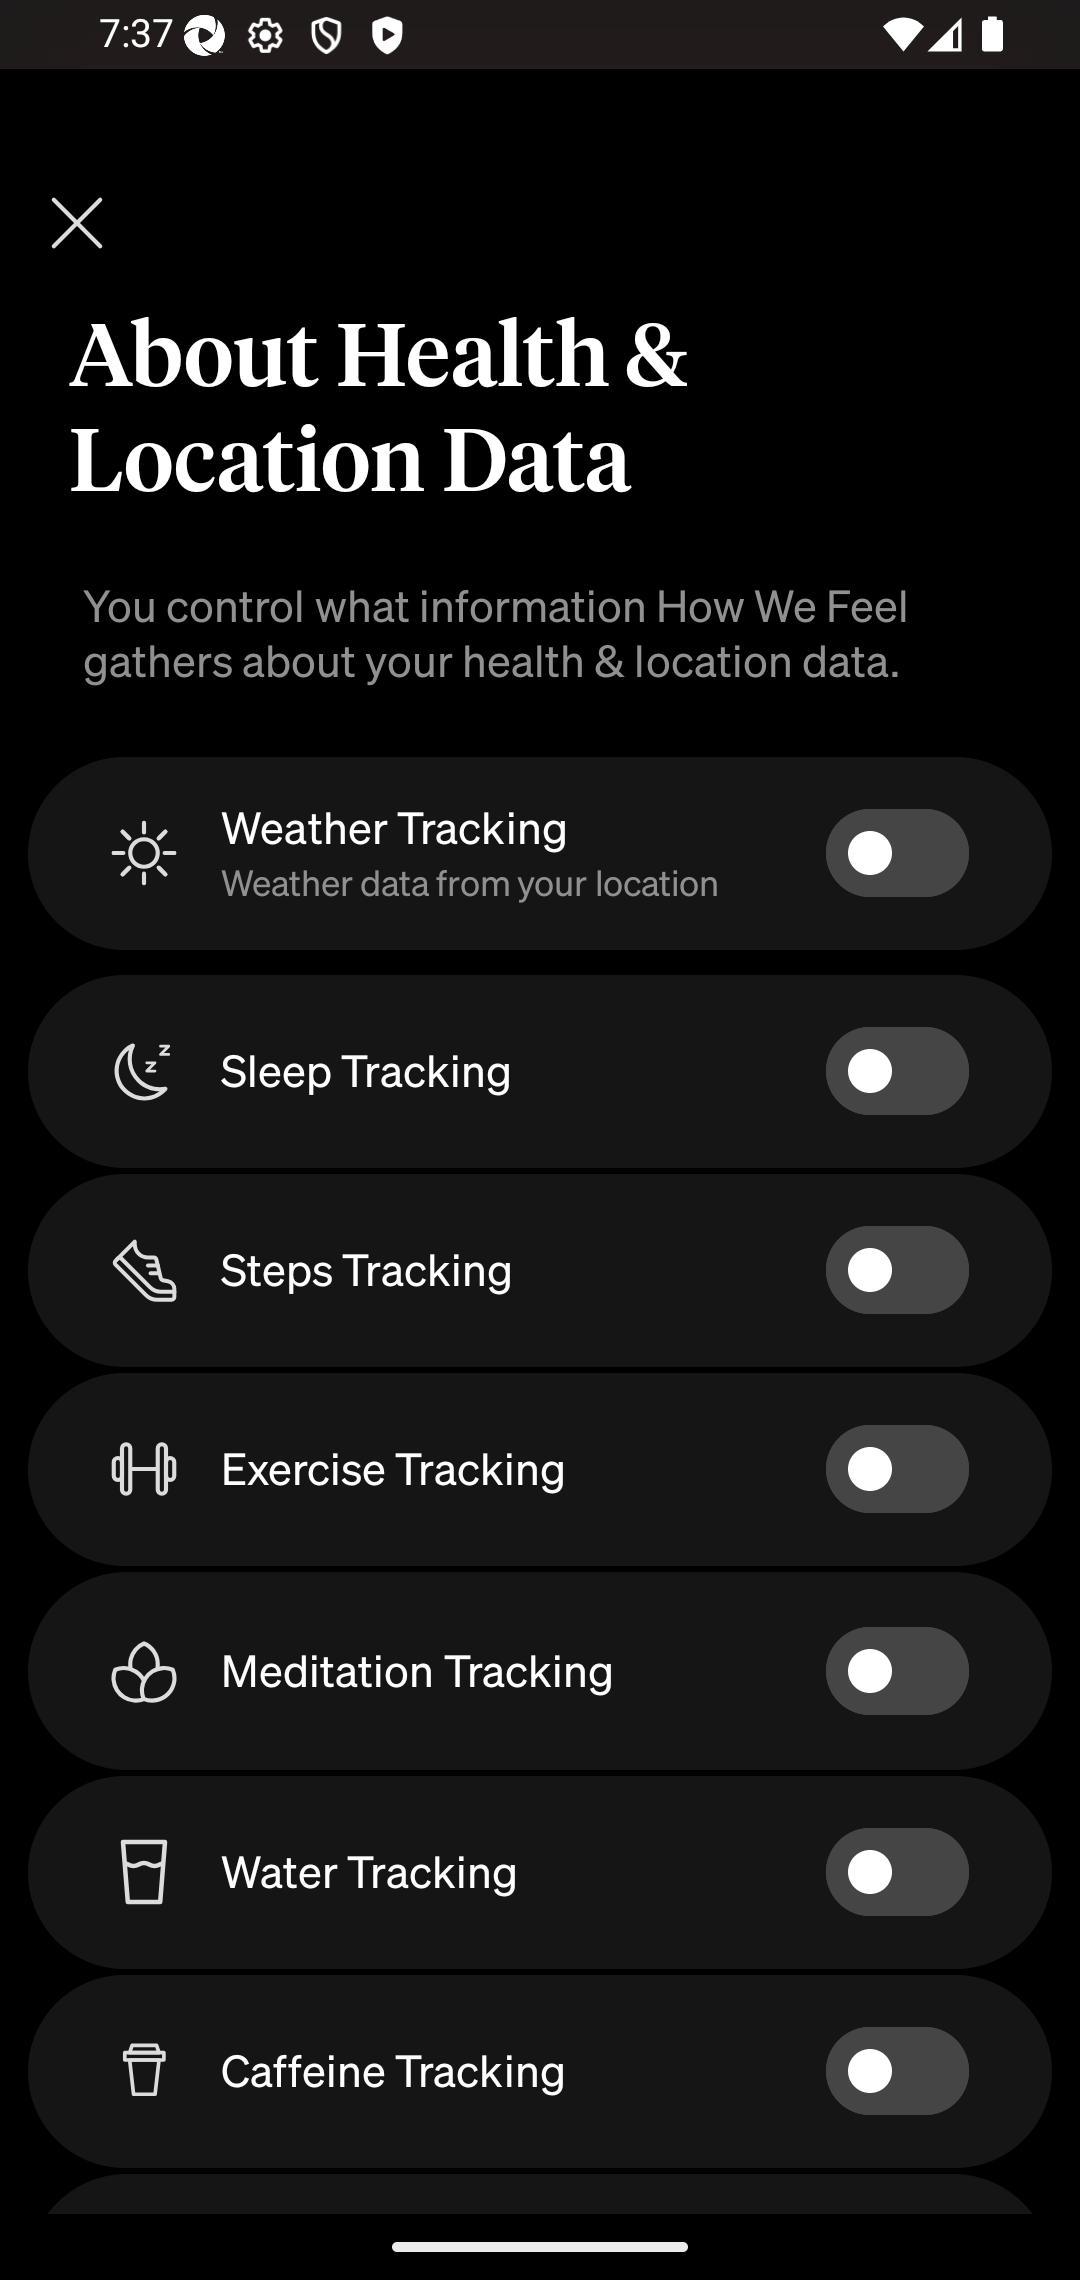 7:37
About Health &
Location Data
You control what information How We Feel
gathers about your health & location data.
Weather Tracking
Weather data from your location
Sleep Tracking
Steps Tracking
Exercise Tracking
Meditation Tracking
Water Tracking
Caffeine Tracking